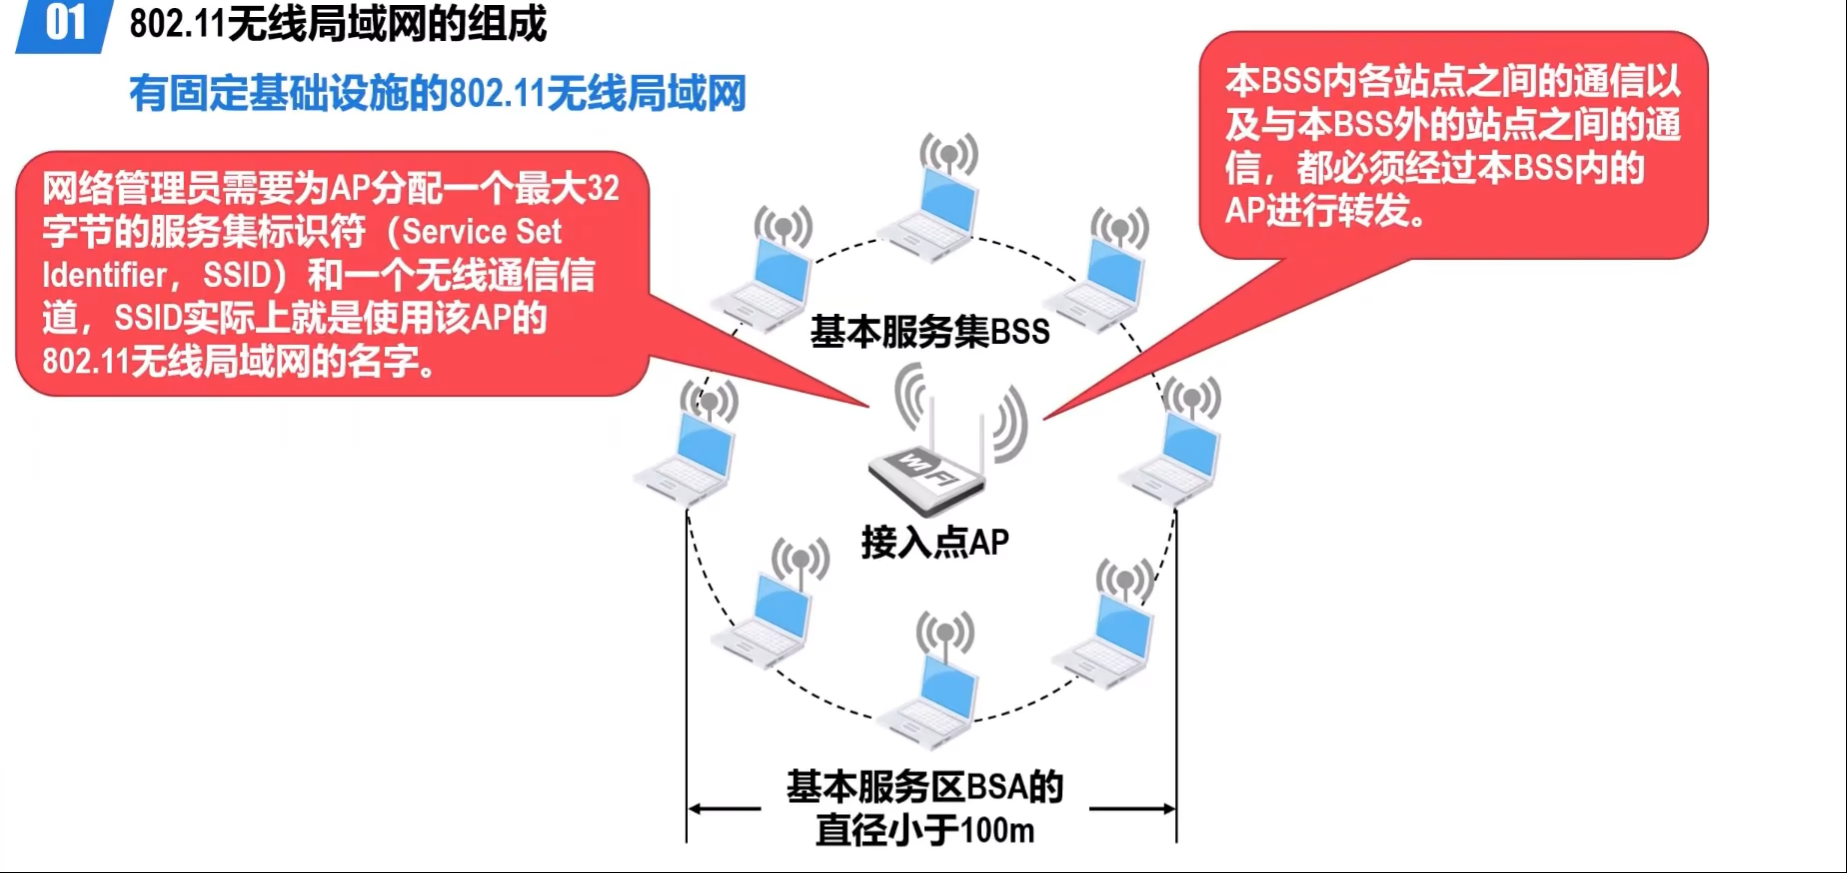 01
802.11无线局域网的组成
有固定基础设施的802.11无线局域网
网络管理员需要为AP分配一个最大32
字节的服务集标识符（Service Set
Identifier，SSID）和一个无线通信信
道，SSID实际上就是使用该AP的
802.11无线局域网的名字。
本BSS内各站点之间的通信以
及与本BSS外的站点之间的通
信，都必须经过本BSS内的
AP进行转发。
基本服务集BSS
WiFi
接入点AP
基本服务区BSA的
直径小于100m